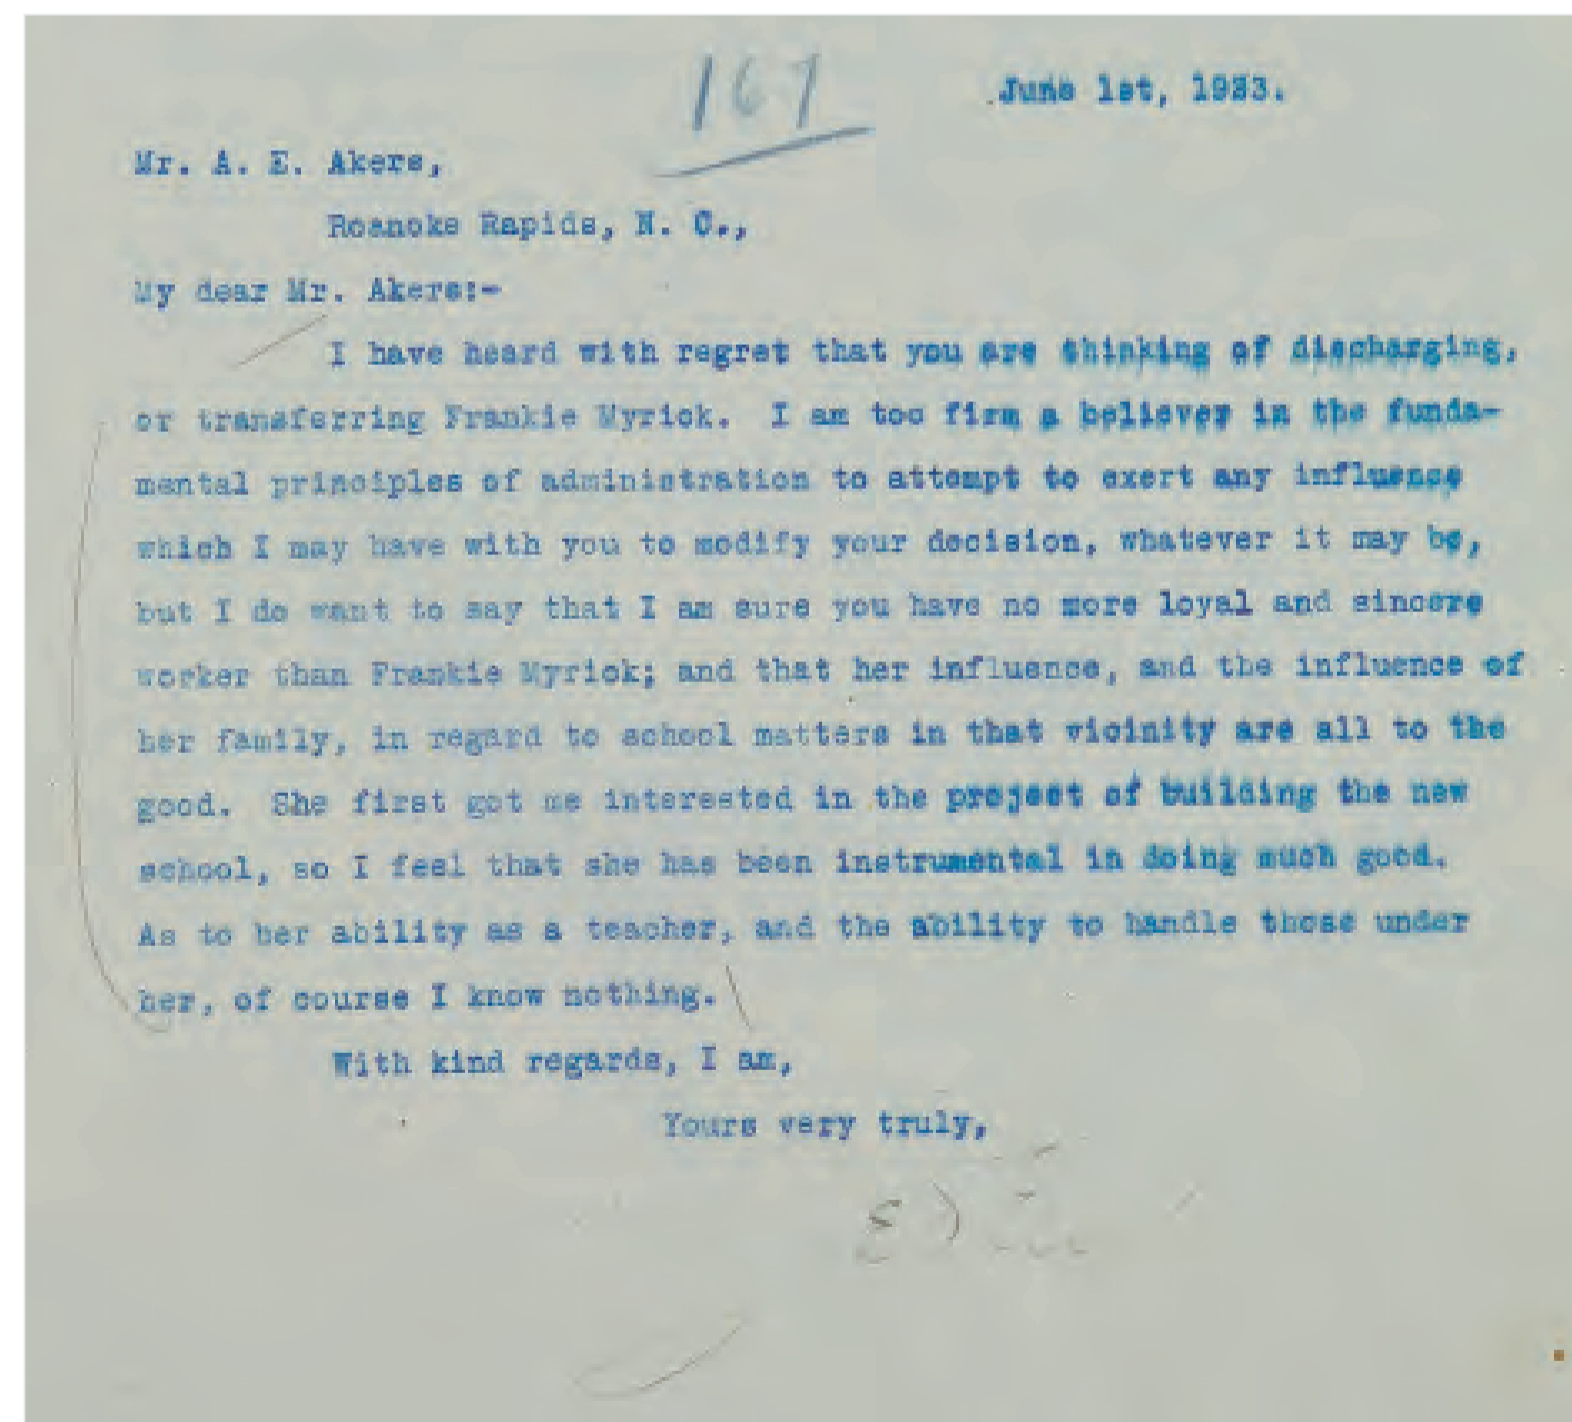 167
June 1st, 1923.
Mr. A. E. Akers,
Roanoke Rapids, N. C.,
My dear Mr. Akers:-
I have heard with regret that you are thinking of discharging,
or transferring Frankie Myrick. I am too firm a believer in the funda-
mental principles of administration to attempt to exert any influence
which I may have with you to modify your decision, whatever it may be,
but I do want to say that I am sure you have no more loyal and sincere
worker than Frankie Myrick; and that her influence, and the influence of
her family, in regard to school matters in that vicinity are all to the
good. She first got me interested in the project of building the new
school, so I feel that she has been instrumental in doing much good.
As to her ability as a teacher, and the ability to handle those under
her, of course I know nothing.
With kind regards, I am,
Yours very truly,